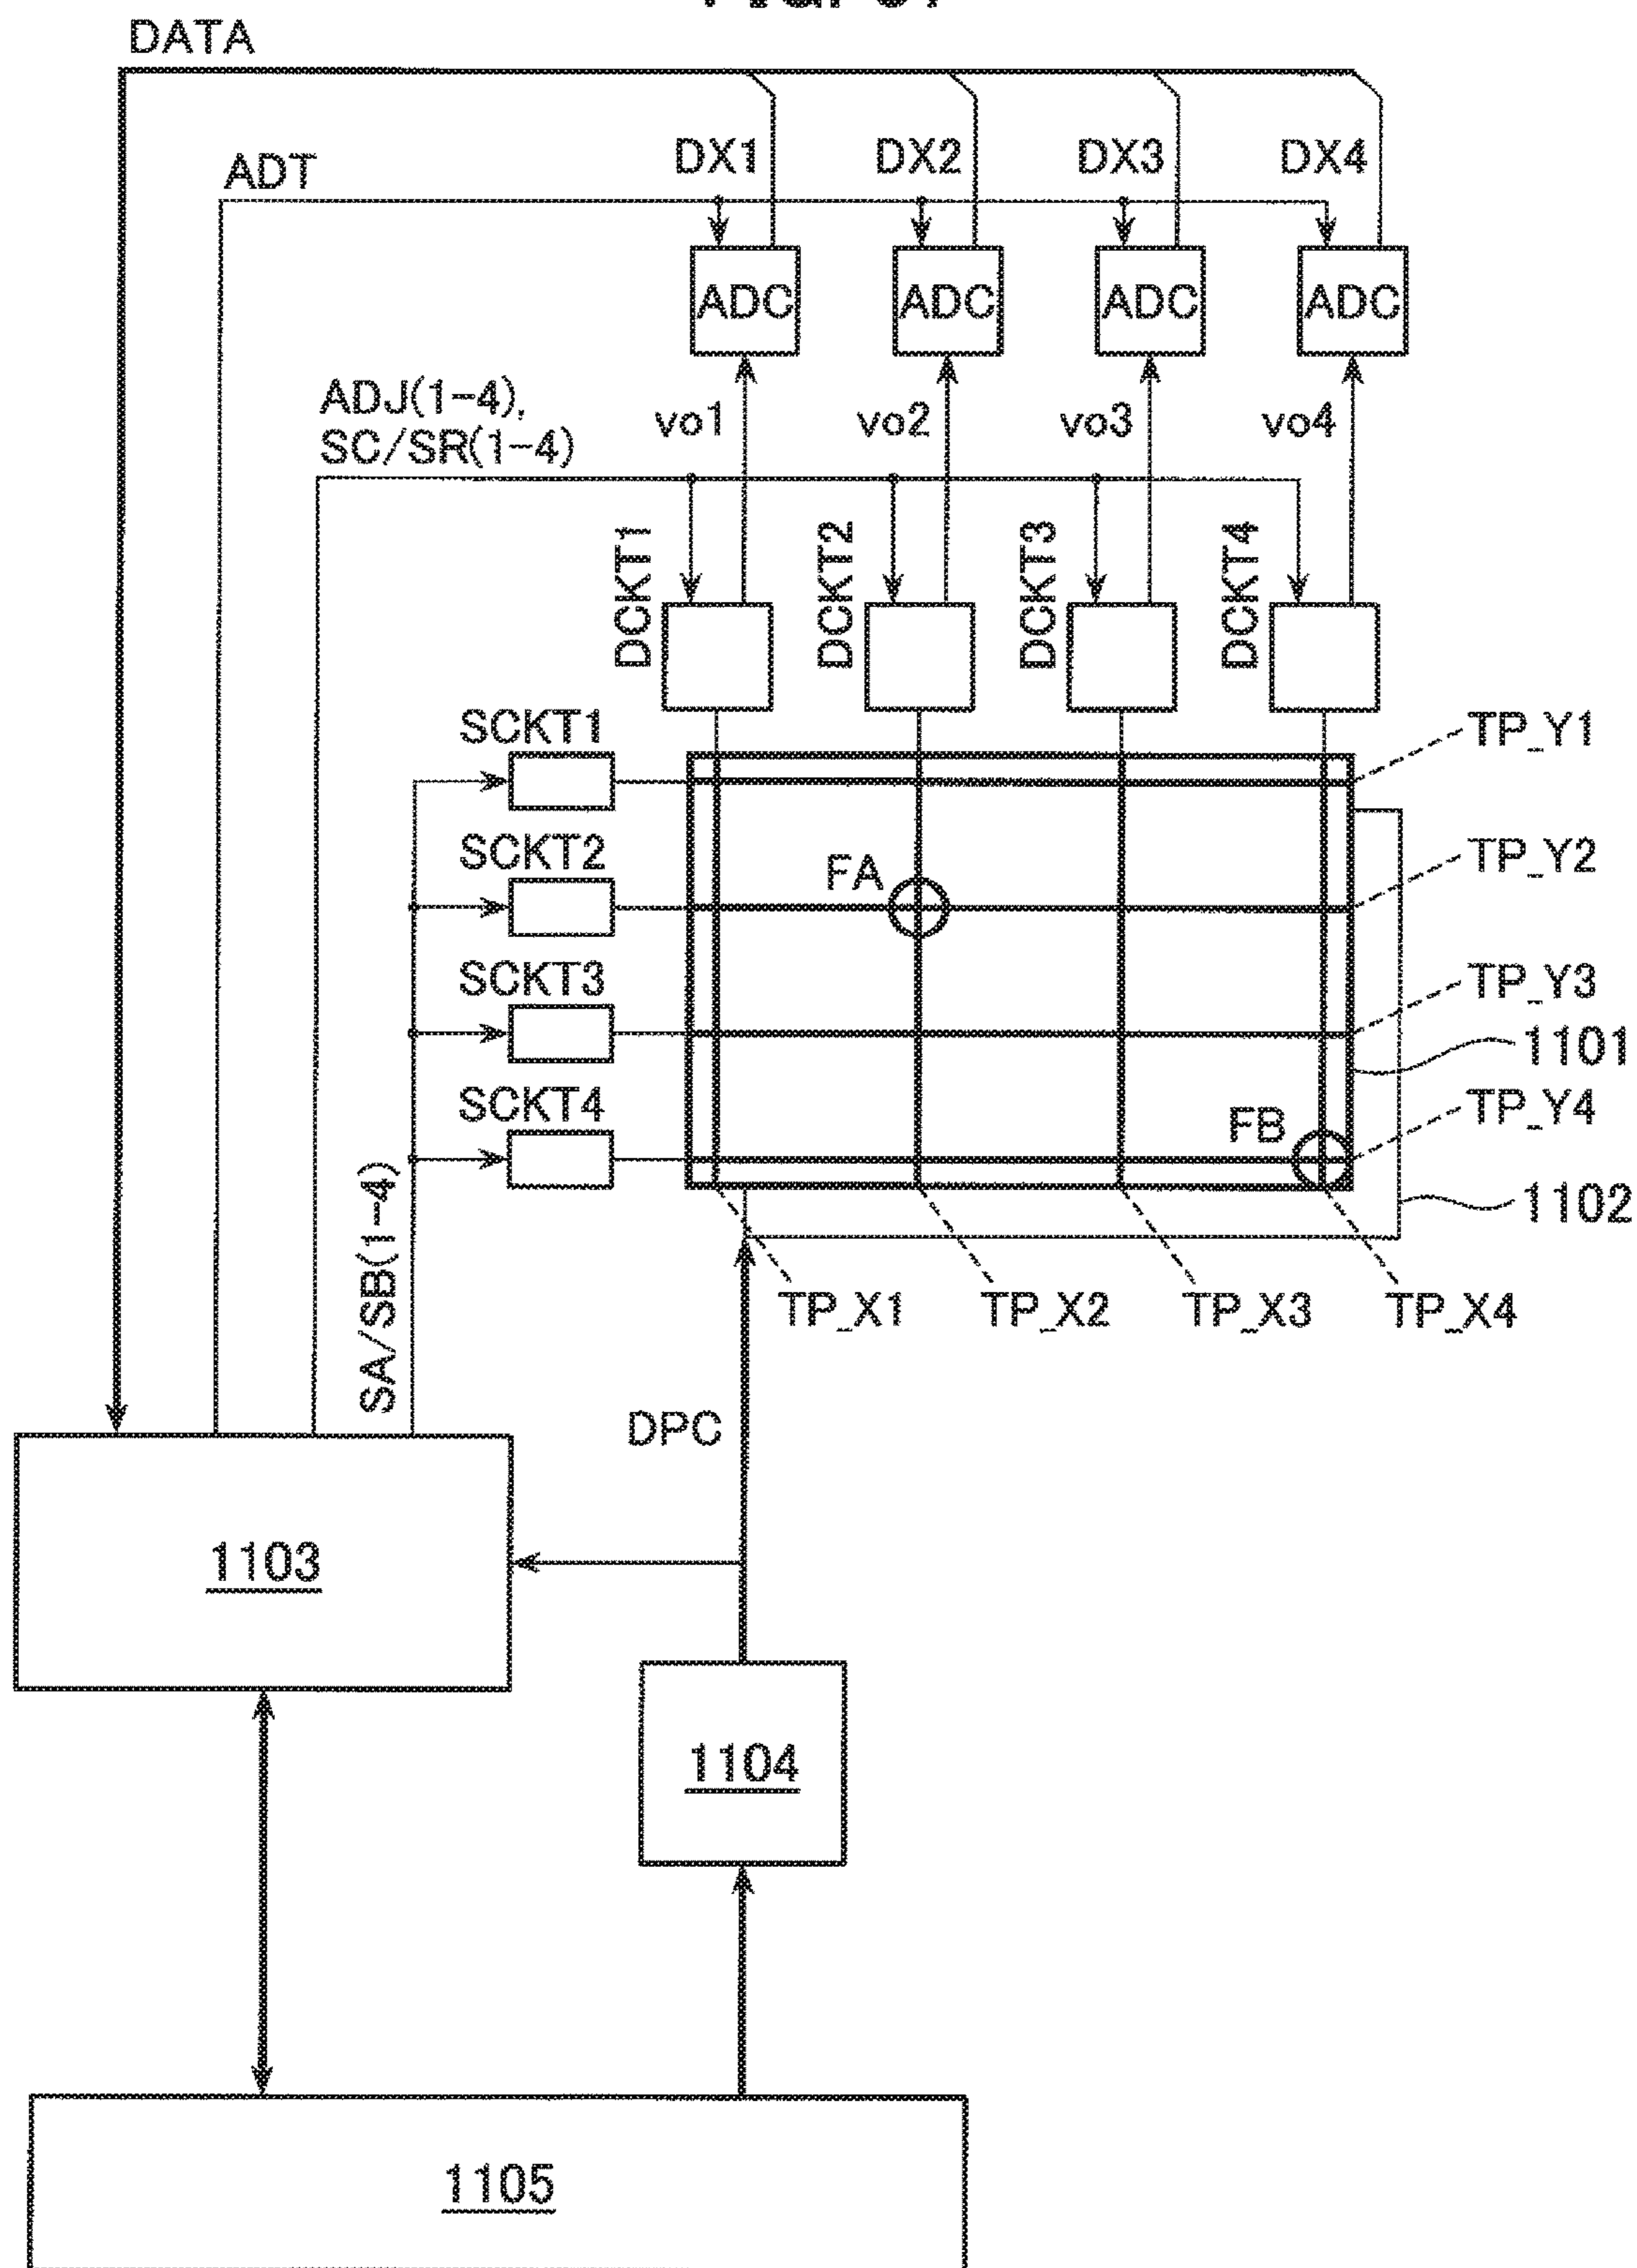 DATA
ADT
DX1 DX2 DX3 DX4
ADC ADC ADC ADC
ADJ(1-4),
SC/SR(1-4)
vo1 vo2 vo3 vo4
DCKT1 DCKT2 DCKT3 DCKT4
SCKT1
TP_Y1
SCKT2
FA
TP_Y2
SCKT3
TP_Y3
1101
SCKT4
FB
TP_Y4
1102
SA/SB(1-4)
TP_X1 TP_X2 TP_X3 TP_X4
DPC
1103
1104
1105